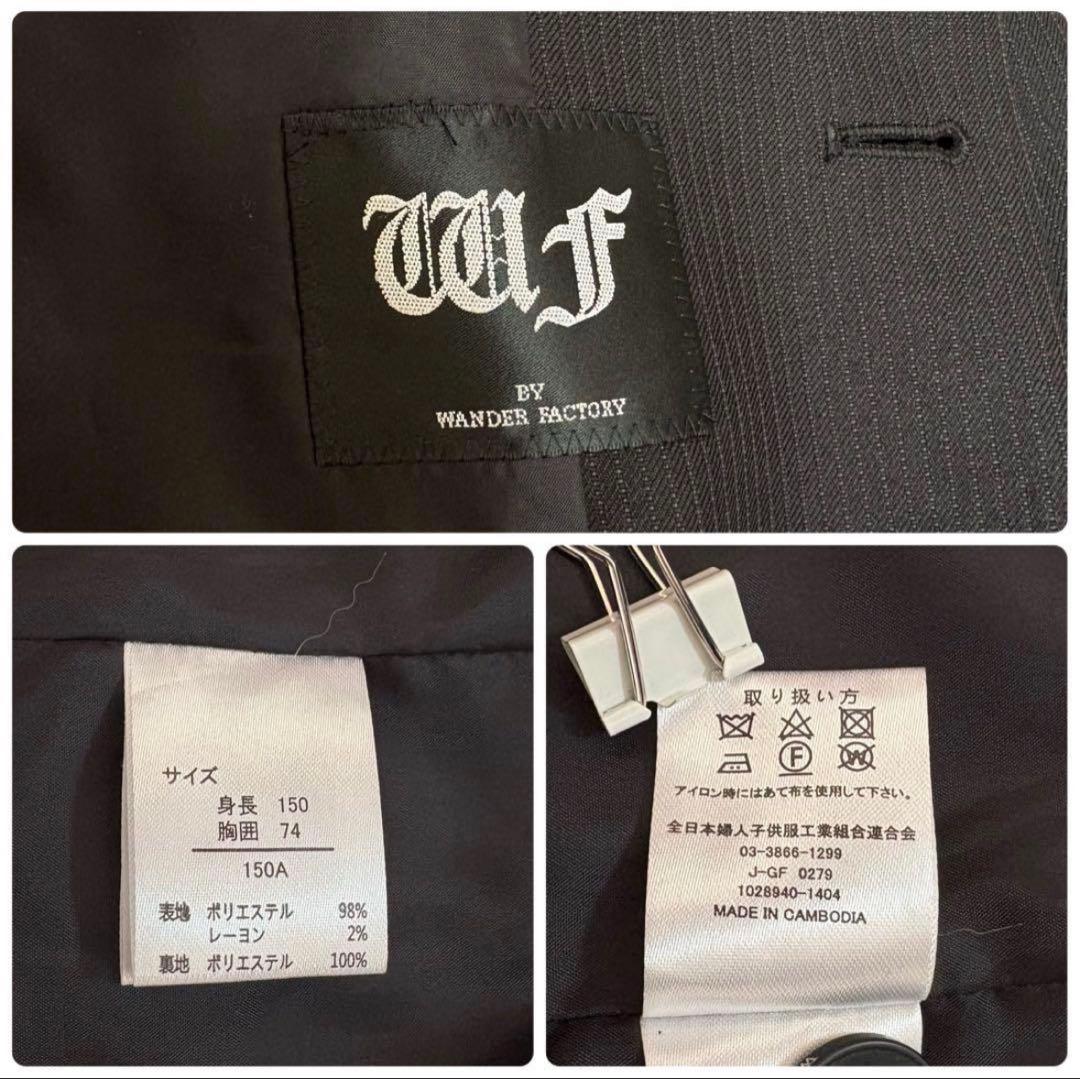 WF
BY
WANDER FACTORY
サイズ
身長 150
胸囲 74
150A
表地 ポリエステル 98%
レーヨン 2%
裏地 ポリエステル 100%
取り扱い方
F W
アイロン時にはあて布を使用して下さい。
全日本婦人子供服工業組合連合会
03-3866-1299
J-GF 0279
1028940-1404
MADE IN CAMBODIA